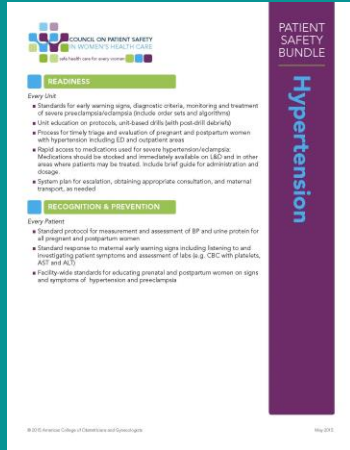 COUNCIL ON PATIENT SAFETY
IN WOMEN'S HEALTH CARE
safe health care for every woman
PATIENT
SAFETY
BUNDLE
Hypertension
READINESS
Every Unit
■ Standards for early warning signs, diagnostic criteria, monitoring and treatment
of severe preeclampsia/eclampsia (include order sets and algorithms)
■ Unit education on protocols, unit-based drills (with post-drill debriefs)
■ Process for timely triage and evaluation of pregnant and postpartum women
with hypertension including ED and outpatient areas
■ Rapid access to medications used for severe hypertension/eclampsia:
Medications should be stocked and immediately available on L&D and in other
areas where patients may be treated. Include brief guide for administration and
dosage.
■ System plan for escalation, obtaining appropriate consultation, and maternal
transport, as needed
RECOGNITION & PREVENTION
Every Patient
■ Standard protocol for measurement and assessment of BP and urine protein for
all pregnant and postpartum women
■ Standard response to maternal early warning signs including listening to and
investigating patient symptoms and assessment of labs (e.g. CBC with platelets,
AST and ALT)
■ Facility-wide standards for educating prenatal and postpartum women on signs
and symptoms of hypertension and preeclampsia
© 2015 American College of Obstetricians and Gynecologists
May 2015